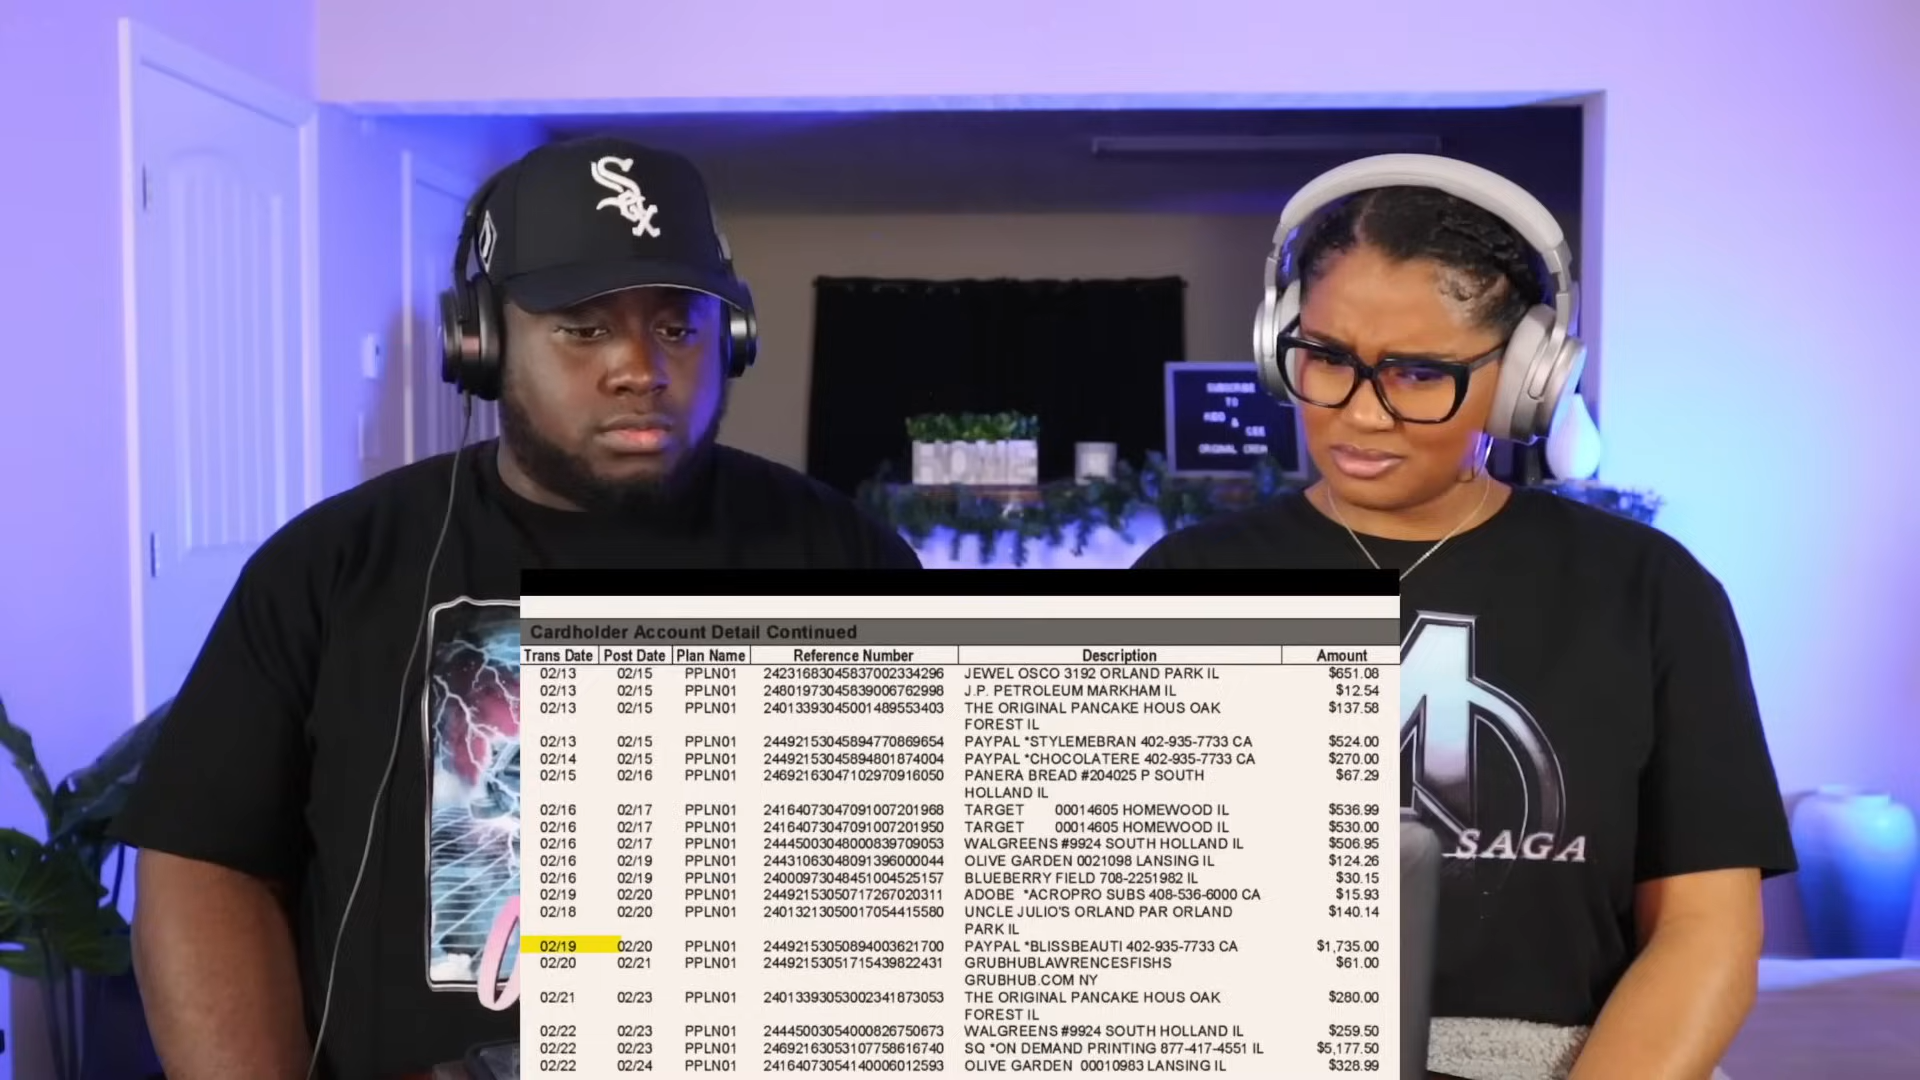 Sox
SUBSCRIBE
TO
KIDD
&
CEE
ORIGINAL CREW
HOME
SAGA
Cardholder Account Detail Continued
Trans Date Post Date Plan Name Reference Number Description Amount
02/13 02/15 PPLN01 24231683045837002334296 JEWEL OSCO 3192 ORLAND PARK IL $651.08
02/13 02/15 PPLN01 24801973045839006762998 J.P. PETROLEUM MARKHAM IL $12.54
02/13 02/15 PPLN01 24013393045001489553403 THE ORIGINAL PANCAKE HOUS OAK $137.58
FOREST IL
02/13 02/15 PPLN01 24492153045894770869654 PAYPAL *STYLEMEBRAN 402-935-7733 CA $524.00
02/14 02/15 PPLN01 24492153045894801874004 PAYPAL *CHOCOLATERE 402-935-7733 CA $270.00
02/15 02/16 PPLN01 24692163047102970916050 PANERA BREAD #204025 P SOUTH $67.29
HOLLAND IL
02/16 02/17 PPLN01 24164073047091007201968 TARGET 00014605 HOMEWOOD IL $536.99
02/16 02/17 PPLN01 24164073047091007201950 TARGET 00014605 HOMEWOOD IL $530.00
02/16 02/17 PPLN01 24445003048000839709053 WALGREENS #9924 SOUTH HOLLAND IL $506.95
02/16 02/19 PPLN01 24431063048091396000044 OLIVE GARDEN 0021098 LANSING IL $124.26
02/16 02/19 PPLN01 24000973048451004525157 BLUEBERRY FIELD 708-2251982 IL $30.15
02/19 02/20 PPLN01 24492153050717267020311 ADOBE *ACROPRO SUBS 408-536-6000 CA $15.93
02/18 02/20 PPLN01 24013213050017054415580 UNCLE JULIO'S ORLAND PAR ORLAND $140.14
PARK IL
02/19 02/20 PPLN01 24492153050894003621700 PAYPAL *BLISSBEAUTI 402-935-7733 CA $1,735.00
02/20 02/21 PPLN01 24492153051715439822431 GRUBHUBLAWRENCESFISHS $61.00
GRUBHUB.COM NY
02/21 02/23 PPLN01 24013393053002341873053 THE ORIGINAL PANCAKE HOUS OAK $280.00
FOREST IL
02/22 02/23 PPLN01 24445003054000826750673 WALGREENS #9924 SOUTH HOLLAND IL $259.50
02/22 02/23 PPLN01 24692163053107758616740 SQ *ON DEMAND PRINTING 877-417-4551 IL $5,177.50
02/22 02/24 PPLN01 24164073054140006012593 OLIVE GARDEN 00010983 LANSING IL $328.99